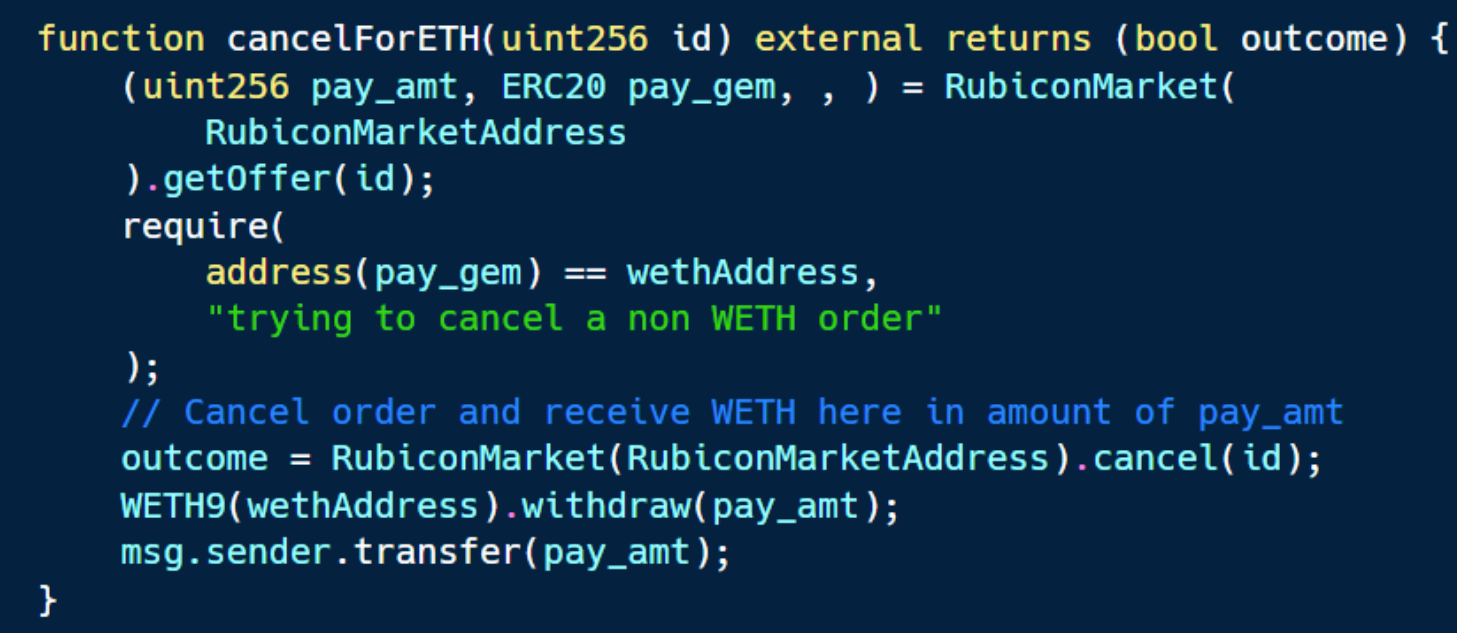 function cancelForETH(uint256 id) external returns (bool outcome) {
    (uint256 pay_amt, ERC20 pay_gem, , ) = RubiconMarket(
        RubiconMarketAddress
    ).getOffer(id);
    require(
        address(pay_gem) == wethAddress,
        "trying to cancel a non WETH order"
    );
    // Cancel order and receive WETH here in amount of pay_amt
    outcome = RubiconMarket(RubiconMarketAddress).cancel(id);
    WETH9(wethAddress).withdraw(pay_amt);
    msg.sender.transfer(pay_amt);
}